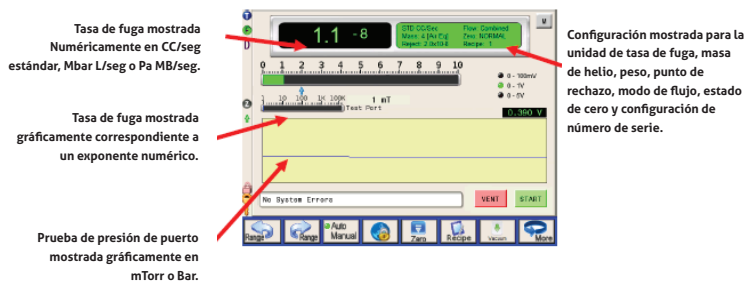 Tasa de fuga mostrada
Numéricamente en CC/seg
estándar, Mbar L/seg o Pa MB/seg.
Tasa de fuga mostrada
gráficamente correspondiente a
un exponente numérico.
Prueba de presión de puerto
mostrada gráficamente en
mTorr o Bar.
1.1 -8
STD CC/Sec Flow: Combined
Zero: NORMAL
Recipe: 1
0 1 2 3 4 5 6 7 8 9 10
0 - 100mV
0 - 1V
0 - 5V
1 10 100 1K 100K
1 mT
Test Port
0.390 V
No System Errors
VENT
START
Range
Range
Auto
Manual
Zero
Recipe
Vacuum
More
Configuración mostrada para la
unidad de tasa de fuga, masa
de helio, peso, punto de
rechazo, modo de flujo, estado
de cero y configuración de
número de serie.